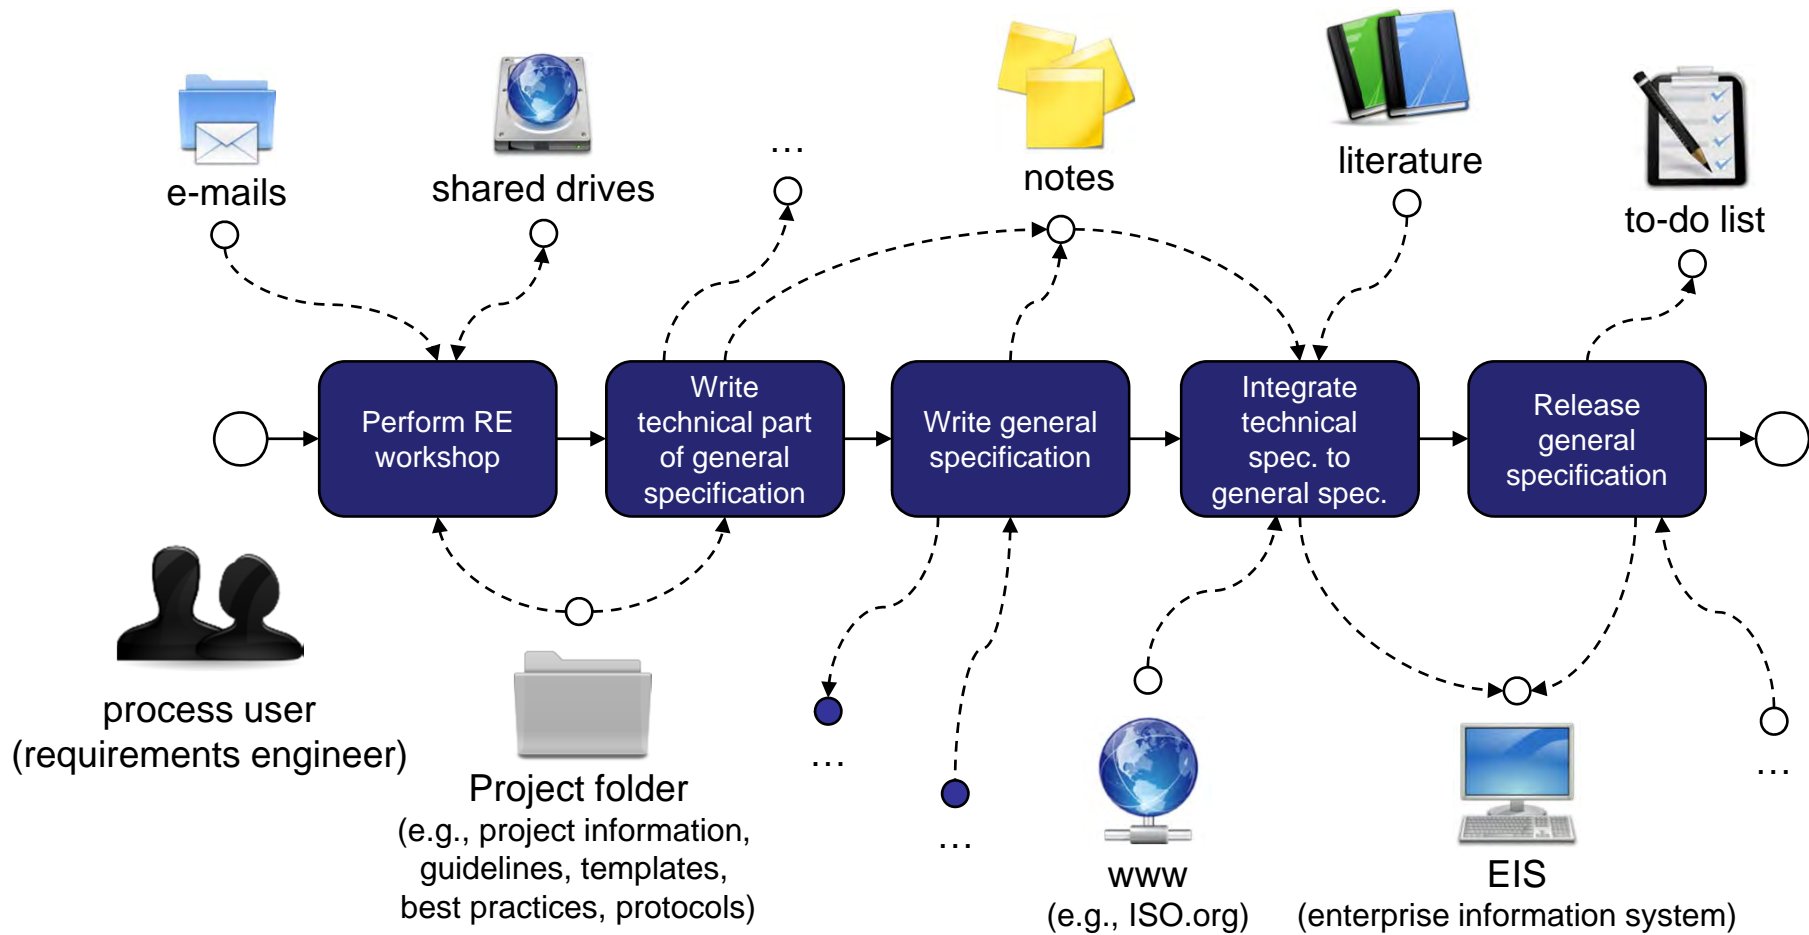 e-mails
shared drives
…
notes
literature
to-do list
Perform RE
workshop
Write
technical part
of general
specification
Write general
specification
Integrate
technical
spec. to
general spec.
Release
general
specification
process user
(requirements engineer)
Project folder
(e.g., project information,
guidelines, templates,
best practices, protocols)
…
…
www
(e.g., ISO.org)
EIS
(enterprise information system)
…